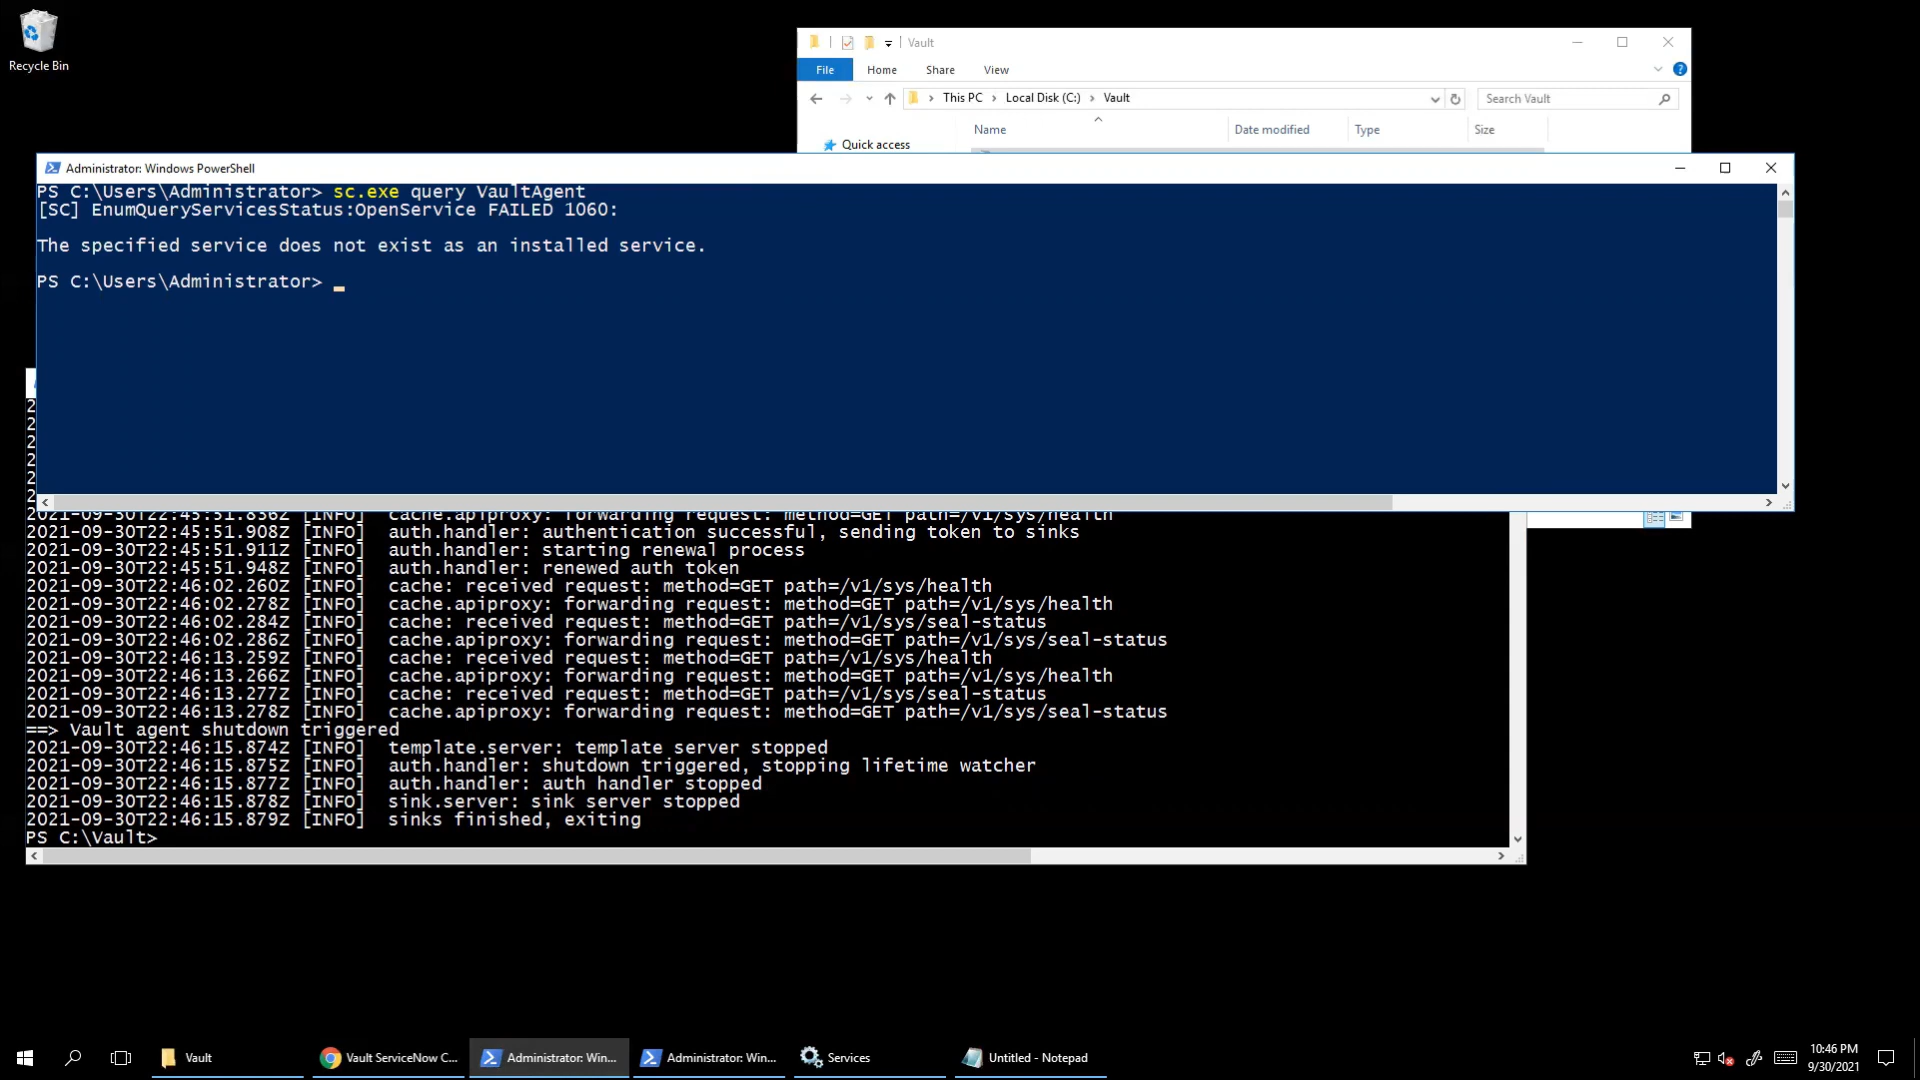 Recycle Bin
Vault
File Home Share View
This PC Local Disk (C:) Vault
Search Vault
Name Date modified Type Size
Quick access
Administrator: Windows PowerShell
PS C:\Users\Administrator> sc.exe query VaultAgent
[SC] EnumQueryServicesStatus:OpenService FAILED 1060:
The specified service does not exist as an installed service.
PS C:\Users\Administrator> _
2
2
2
2
2
2
2021-09-30T22:45:51.836Z [INFO]  cache.apiproxy: forwarding request: method=GET path=/v1/sys/health
2021-09-30T22:45:51.908Z [INFO]  auth.handler: authentication successful, sending token to sinks
2021-09-30T22:45:51.911Z [INFO]  auth.handler: starting renewal process
2021-09-30T22:45:51.948Z [INFO]  auth.handler: renewed auth token
2021-09-30T22:46:02.260Z [INFO]  cache: received request: method=GET path=/v1/sys/health
2021-09-30T22:46:02.278Z [INFO]  cache.apiproxy: forwarding request: method=GET path=/v1/sys/health
2021-09-30T22:46:02.284Z [INFO]  cache: received request: method=GET path=/v1/sys/seal-status
2021-09-30T22:46:02.286Z [INFO]  cache.apiproxy: forwarding request: method=GET path=/v1/sys/seal-status
2021-09-30T22:46:13.259Z [INFO]  cache: received request: method=GET path=/v1/sys/health
2021-09-30T22:46:13.266Z [INFO]  cache.apiproxy: forwarding request: method=GET path=/v1/sys/health
2021-09-30T22:46:13.277Z [INFO]  cache: received request: method=GET path=/v1/sys/seal-status
2021-09-30T22:46:13.278Z [INFO]  cache.apiproxy: forwarding request: method=GET path=/v1/sys/seal-status
==> Vault agent shutdown triggered
2021-09-30T22:46:15.874Z [INFO]  template.server: template server stopped
2021-09-30T22:46:15.875Z [INFO]  auth.handler: shutdown triggered, stopping lifetime watcher
2021-09-30T22:46:15.877Z [INFO]  auth.handler: auth handler stopped
2021-09-30T22:46:15.878Z [INFO]  sink.server: sink server stopped
2021-09-30T22:46:15.879Z [INFO]  sinks finished, exiting
PS C:\Vault>
Vault
Vault ServiceNow C...
Administrator: Win...
Administrator: Win...
Services
Untitled - Notepad
10:46 PM
9/30/2021